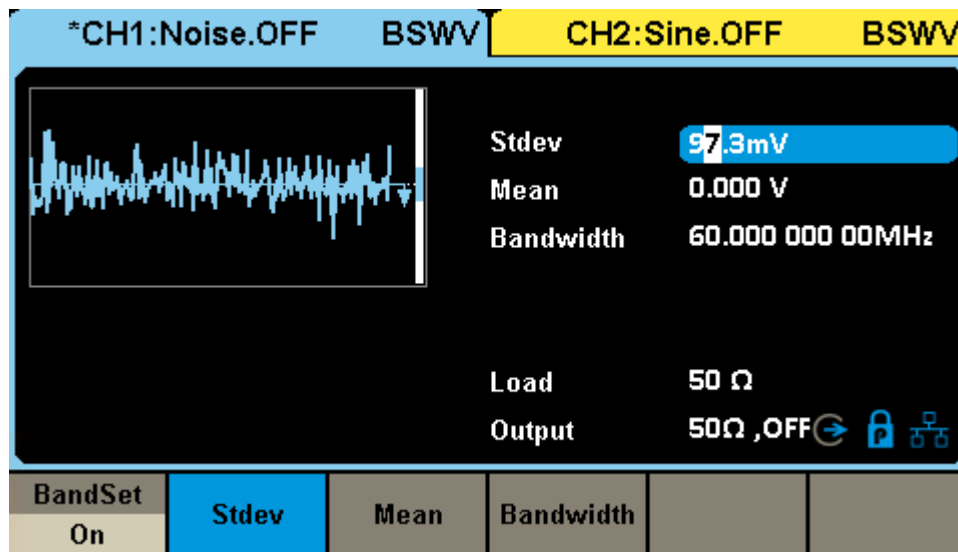 *CH1:Noise.OFF BSWV CH2:Sine.OFF BSWV
Stdev 97.3mV
Mean 0.000 V
Bandwidth 60.000 000 00MHz
Load 50 Ω
Output 50Ω ,OFF P
BandSet
On
Stdev Mean Bandwidth